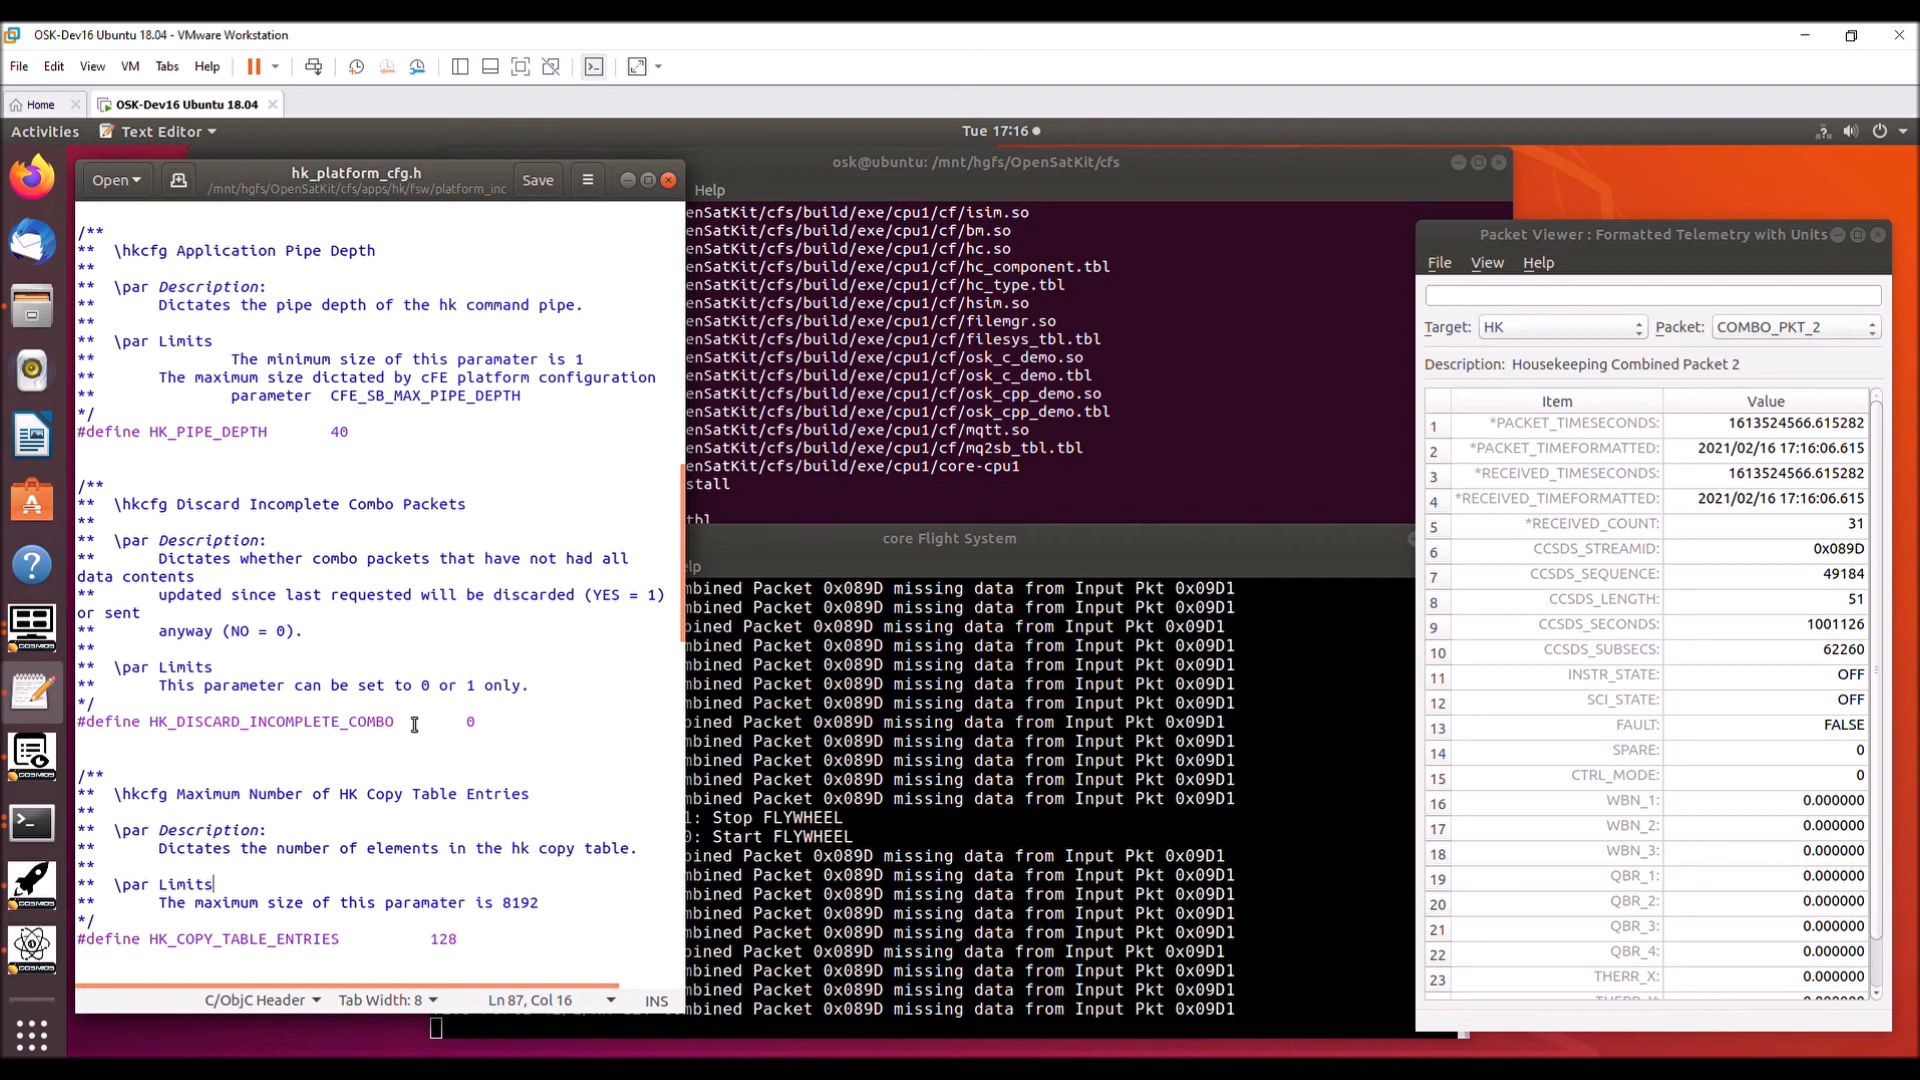 OSK-Dev16 Ubuntu 18.04 - VMware Workstation
File Edit View VM Tabs Help
Home OSK-Dev16 Ubuntu 18.04
Activities Text Editor Tue 17:16
Open hk_platform_cfg.h Save
/mnt/hgfs/OpenSatKit/cfs/apps/hk/fsw/platform_inc
/**
** \hkcfg Application Pipe Depth
**
** \par Description:
** Dictates the pipe depth of the hk command pipe.
**
** \par Limits
** The minimum size of this paramater is 1
** The maximum size dictated by cFE platform configuration
** parameter CFE_SB_MAX_PIPE_DEPTH
*/
#define HK_PIPE_DEPTH 40
/**
** \hkcfg Discard Incomplete Combo Packets
**
** \par Description:
** Dictates whether combo packets that have not had all
data contents
** updated since last requested will be discarded (YES = 1)
or sent
** anyway (NO = 0).
**
** \par Limits
** This parameter can be set to 0 or 1 only.
*/
#define HK_DISCARD_INCOMPLETE_COMBO 0
/**
** \hkcfg Maximum Number of HK Copy Table Entries
**
** \par Description:
** Dictates the number of elements in the hk copy table.
**
** \par Limits
** The maximum size of this paramater is 8192
*/
#define HK_COPY_TABLE_ENTRIES 128
C/ObjC Header Tab Width: 8 Ln 87, Col 16 INS
osk@ubuntu: /mnt/hgfs/OpenSatKit/cfs
Help
enSatKit/cfs/build/exe/cpu1/cf/isim.so
enSatKit/cfs/build/exe/cpu1/cf/bm.so
enSatKit/cfs/build/exe/cpu1/cf/hc.so
enSatKit/cfs/build/exe/cpu1/cf/hc_component.tbl
enSatKit/cfs/build/exe/cpu1/cf/hc_type.tbl
enSatKit/cfs/build/exe/cpu1/cf/hsim.so
enSatKit/cfs/build/exe/cpu1/cf/filemgr.so
enSatKit/cfs/build/exe/cpu1/cf/filesys_tbl.tbl
enSatKit/cfs/build/exe/cpu1/cf/osk_c_demo.so
enSatKit/cfs/build/exe/cpu1/cf/osk_c_demo.tbl
enSatKit/cfs/build/exe/cpu1/cf/osk_cpp_demo.so
enSatKit/cfs/build/exe/cpu1/cf/osk_cpp_demo.tbl
enSatKit/cfs/build/exe/cpu1/cf/mqtt.so
enSatKit/cfs/build/exe/cpu1/cf/mq2sb_tbl.tbl
enSatKit/cfs/build/exe/cpu1/core-cpu1
stall
tbl
core Flight System
elp
mbined Packet 0x089D missing data from Input Pkt 0x09D1
mbined Packet 0x089D missing data from Input Pkt 0x09D1
bined Packet 0x089D missing data from Input Pkt 0x09D1
mbined Packet 0x089D missing data from Input Pkt 0x09D1
mbined Packet 0x089D missing data from Input Pkt 0x09D1
mbined Packet 0x089D missing data from Input Pkt 0x09D1
mbined Packet 0x089D missing data from Input Pkt 0x09D1
bined Packet 0x089D missing data from Input Pkt 0x09D1
mbined Packet 0x089D missing data from Input Pkt 0x09D1
mbined Packet 0x089D missing data from Input Pkt 0x09D1
mbined Packet 0x089D missing data from Input Pkt 0x09D1
mbined Packet 0x089D missing data from Input Pkt 0x09D1
1: Stop FLYWHEEL
0: Start FLYWHEEL
bined Packet 0x089D missing data from Input Pkt 0x09D1
mbined Packet 0x089D missing data from Input Pkt 0x09D1
mbined Packet 0x089D missing data from Input Pkt 0x09D1
mbined Packet 0x089D missing data from Input Pkt 0x09D1
mbined Packet 0x089D missing data from Input Pkt 0x09D1
bined Packet 0x089D missing data from Input Pkt 0x09D1
mbined Packet 0x089D missing data from Input Pkt 0x09D1
mbined Packet 0x089D missing data from Input Pkt 0x09D1
mbined Packet 0x089D missing data from Input Pkt 0x09D1
Packet Viewer : Formatted Telemetry with Units
File View Help
Target: HK Packet: COMBO_PKT_2
Description: Housekeeping Combined Packet 2
Item Value
1 *PACKET_TIMESECONDS: 1613524566.615282
2 *PACKET_TIMEFORMATTED: 2021/02/16 17:16:06.615
3 *RECEIVED_TIMESECONDS: 1613524566.615282
4 *RECEIVED_TIMEFORMATTED: 2021/02/16 17:16:06.615
5 *RECEIVED_COUNT: 31
6 CCSDS_STREAMID: 0x089D
7 CCSDS_SEQUENCE: 49184
8 CCSDS_LENGTH: 51
9 CCSDS_SECONDS: 1001126
10 CCSDS_SUBSECS: 62260
11 INSTR_STATE: OFF
12 SCI_STATE: OFF
13 FAULT: FALSE
14 SPARE: 0
15 CTRL_MODE: 0
16 WBN_1: 0.000000
17 WBN_2: 0.000000
18 WBN_3: 0.000000
19 QBR_1: 0.000000
20 QBR_2: 0.000000
21 QBR_3: 0.000000
22 QBR_4: 0.000000
23 THERR_X: 0.000000
COSMOS
COSMOS
COSMOS
COSMOS